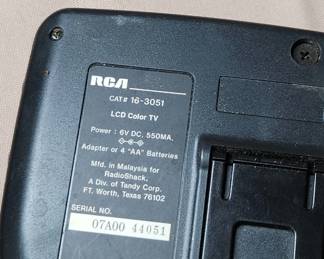 RCA
CAT# 16-3051
LCD Color TV
Power : 6V DC. 550MA.
Adapter or 4 "AA" Batteries
Mfd. in Malaysia for
RadioShack.
A Div. of Tandy Corp.
FT. Worth, Texas 76102
SERIAL NO.
07A00 44051